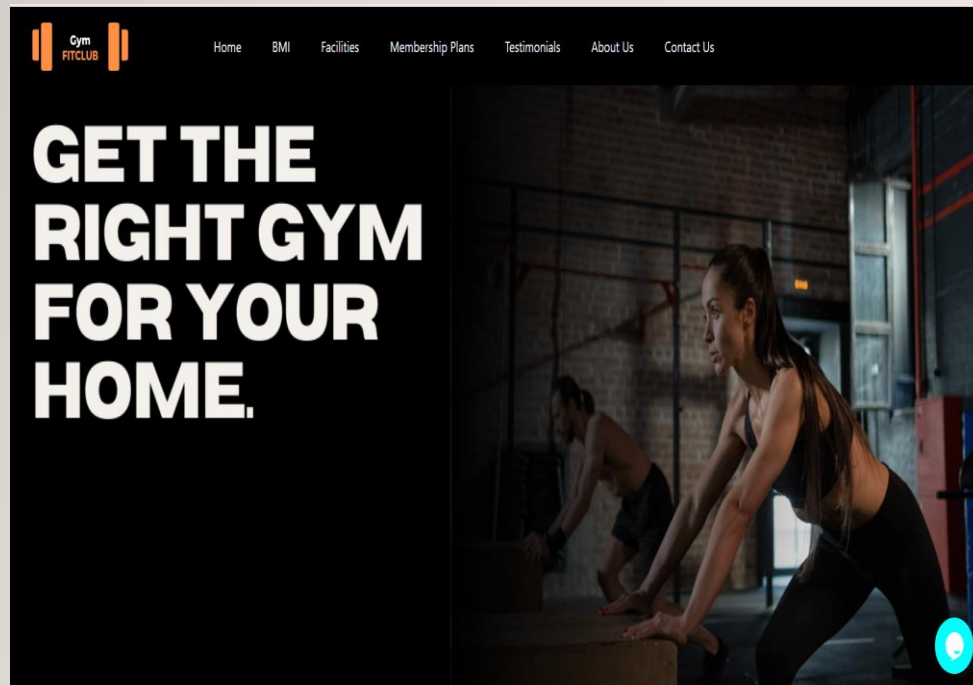 Gym
FITCLUB
Home BMI Facilities Membership Plans Testimonials About Us Contact Us
GET THE
RIGHT GYM
FOR YOUR
HOME.